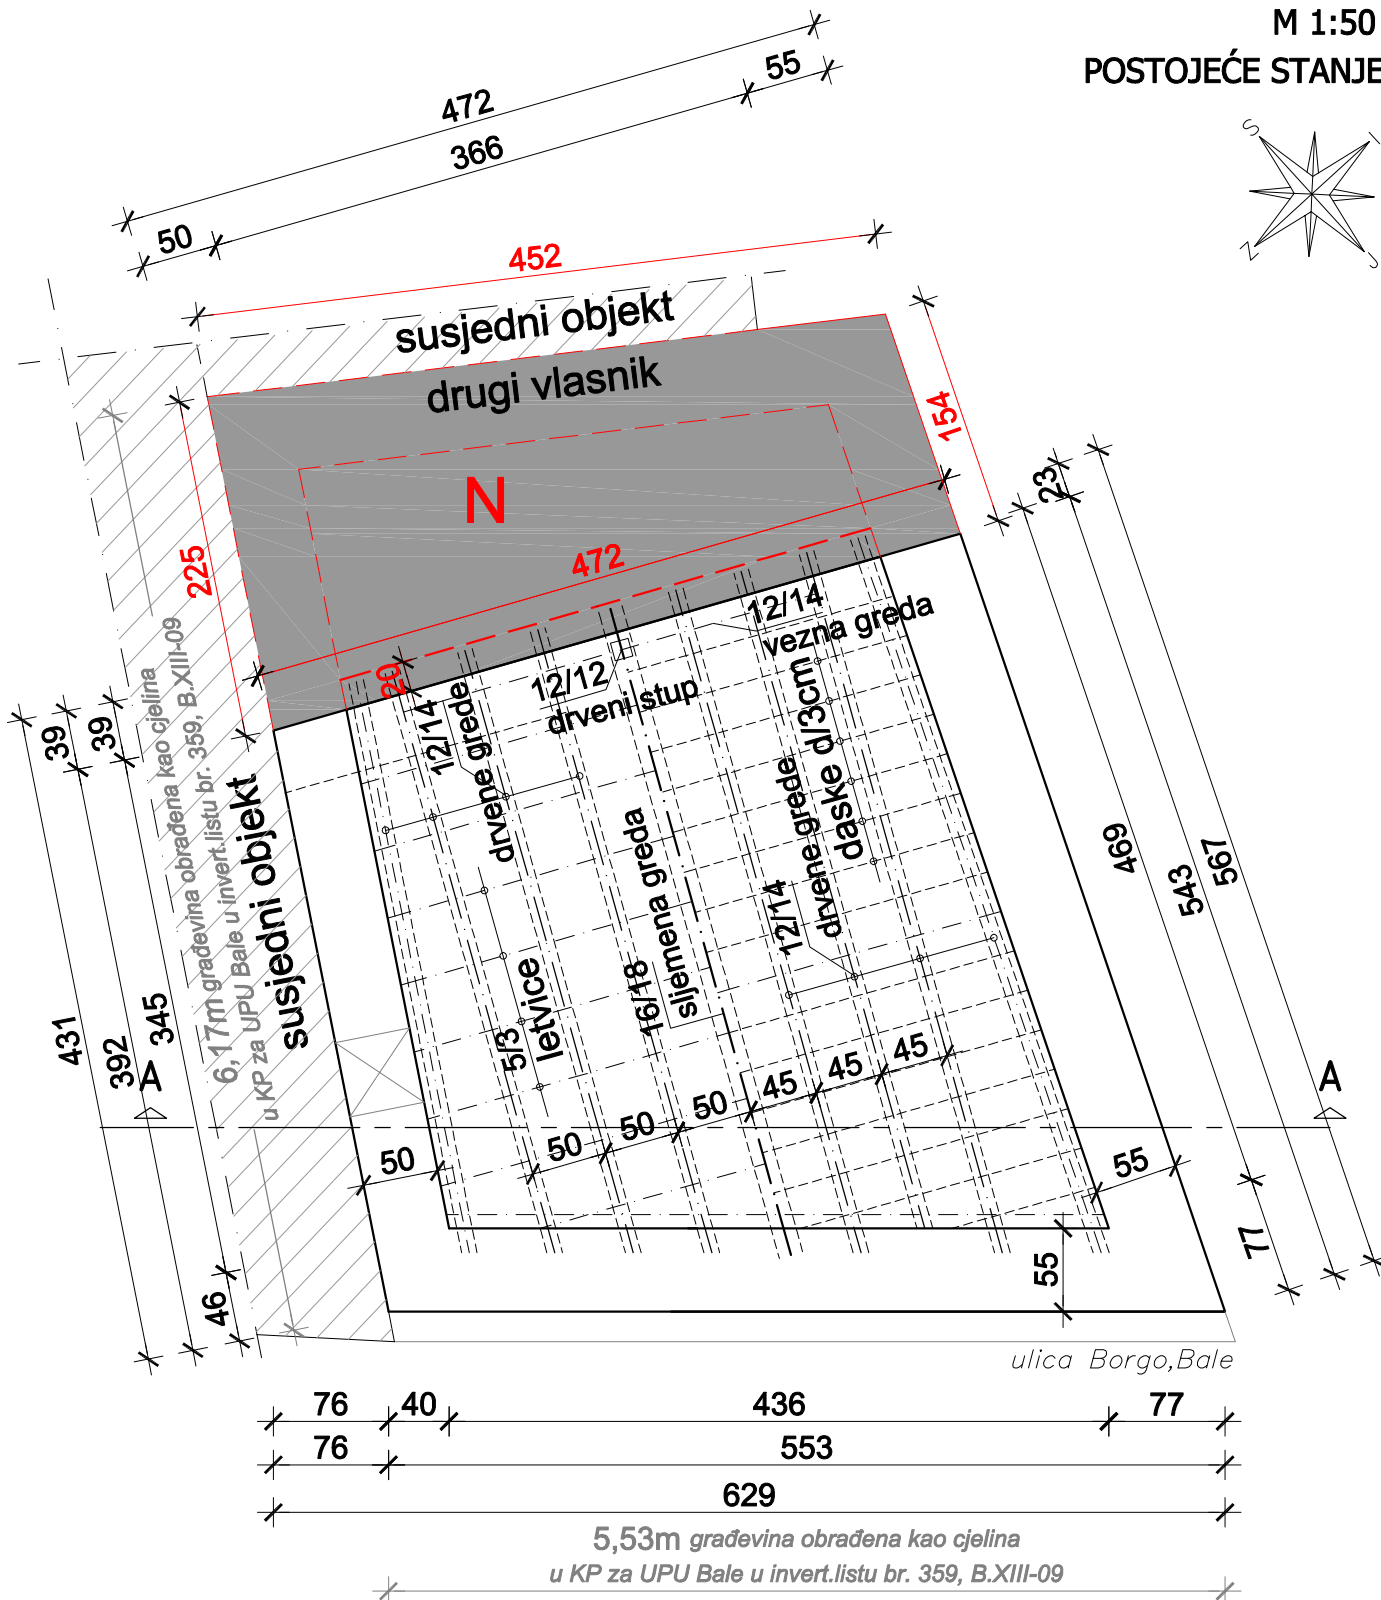 M 1:50
POSTOJEĆE STANJE
S
I
Z
J
472
366
55
50
452
susjedni objekt
drugi vlasnik
N
154
472
225
20
12/14
vezna greda
12/12
drveni stup
12/14
drvene grede
daske d/3cm
12/14
drvene grede
16/18
sljemena greda
5/3
letvice
susjedni objekt
6,17m građevina obrađena kao cjelina
u KP za UPU Bale u invert.listu br. 359, B.XIII-09
39
39
431
392
345
46
A
A
23
469
543
567
77
50
50
50
50
45
45
45
55
55
ulica Borgo,Bale
76
40
436
77
76
553
629
5,53m građevina obrađena kao cjelina
u KP za UPU Bale u invert.listu br. 359, B.XIII-09